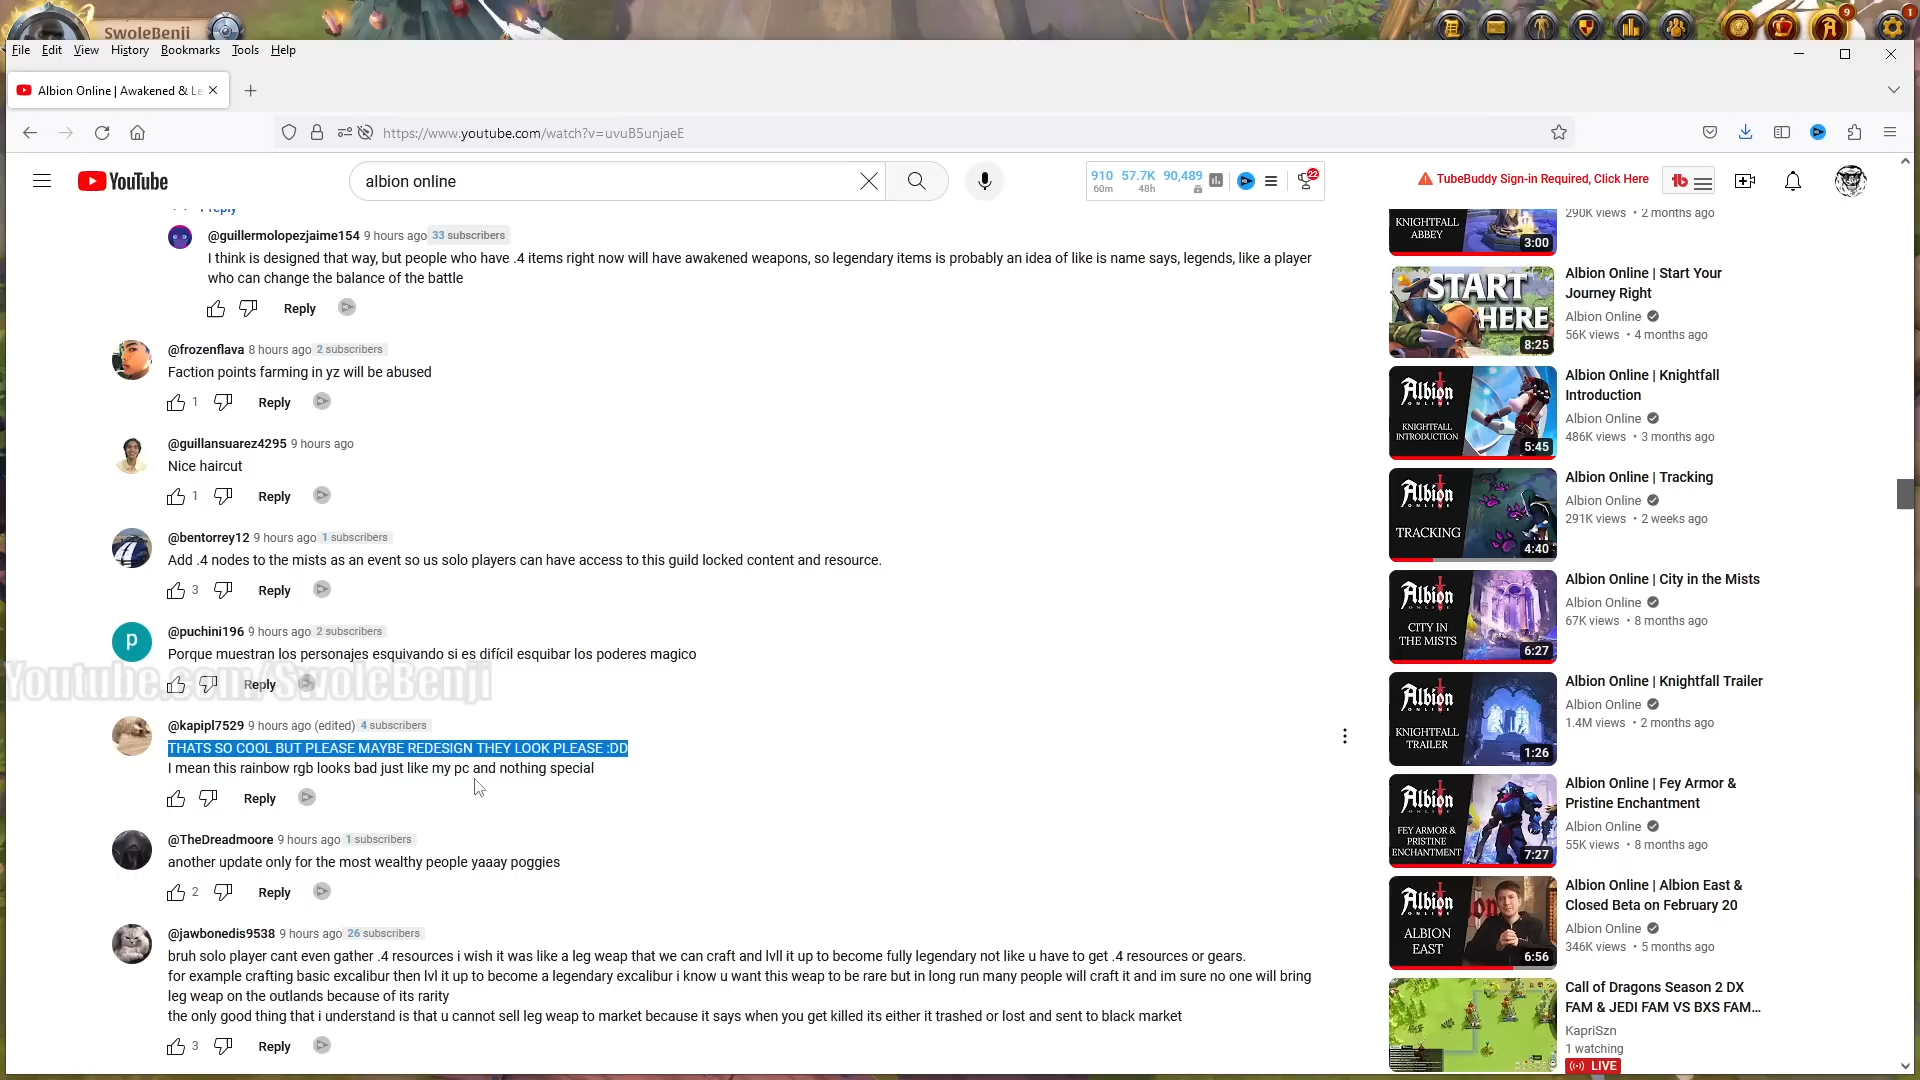 SwoleBenji
9
1
File Edit View History Bookmarks Tools Help
Albion Online | Awakened & Le
https://www.youtube.com/watch?v=uvuB5unjaeE
YouTube
albion online
910 57.7K 90,489
60m 48h
22
TubeBuddy Sign-in Required, Click Here
tb
1 reply
@guillermolopezjaime154 9 hours ago 33 subscribers
I think is designed that way, but people who have .4 items right now will have awakened weapons, so legendary items is probably an idea of like is name says, legends, like a player
who can change the balance of the battle
Reply
@frozenflava 8 hours ago 2 subscribers
Faction points farming in yz will be abused
1 Reply
@guillansuarez4295 9 hours ago
Nice haircut
1 Reply
@bentorrey12 9 hours ago 1 subscribers
Add .4 nodes to the mists as an event so us solo players can have access to this guild locked content and resource.
3 Reply
p
@puchini196 9 hours ago 2 subscribers
Porque muestran los personajes esquivando si es difícil esquibar los poderes magico
Youtube.com/SwoleBenji
Reply
@kapipl7529 9 hours ago (edited) 4 subscribers
THATS SO COOL BUT PLEASE MAYBE REDESIGN THEY LOOK PLEASE :DD
I mean this rainbow rgb looks bad just like my pc and nothing special
Reply
@TheDreadmoore 9 hours ago 1 subscribers
another update only for the most wealthy people yaaay poggies
2 Reply
@jawbonedis9538 9 hours ago 26 subscribers
bruh solo player cant even gather .4 resources i wish it was like a leg weap that we can craft and lvll it up to become fully legendary not like u have to get .4 resources or gears.
for example crafting basic excalibur then lvl it up to become a legendary excalibur i know u want this weap to be rare but in long run many people will craft it and im sure no one will bring
leg weap on the outlands because of its rarity
the only good thing that i understand is that u cannot sell leg weap to market because it says when you get killed its either it trashed or lost and sent to black market
3 Reply
KNIGHTFALL
ABBEY
3:00
290K views • 2 months ago
START
HERE
8:25
Albion Online | Start Your
Journey Right
Albion Online
56K views • 4 months ago
Albion
ONLINE
KNIGHTFALL
INTRODUCTION
5:45
Albion Online | Knightfall
Introduction
Albion Online
486K views • 3 months ago
Albion
ONLINE
TRACKING
4:40
Albion Online | Tracking
Albion Online
291K views • 2 weeks ago
Albion
ONLINE
CITY IN
THE MISTS
6:27
Albion Online | City in the Mists
Albion Online
67K views • 8 months ago
Albion
ONLINE
KNIGHTFALL
TRAILER
1:26
Albion Online | Knightfall Trailer
Albion Online
1.4M views • 2 months ago
Albion
ONLINE
FEY ARMOR &
PRISTINE
ENCHANTMENT
7:27
Albion Online | Fey Armor &
Pristine Enchantment
Albion Online
55K views • 8 months ago
Albion
ONLINE
ALBION
EAST
6:56
Albion Online | Albion East &
Closed Beta on February 20
Albion Online
346K views • 5 months ago
Call of Dragons Season 2 DX
FAM & JEDI FAM VS BXS FAM...
KapriSzn
1 watching
LIVE